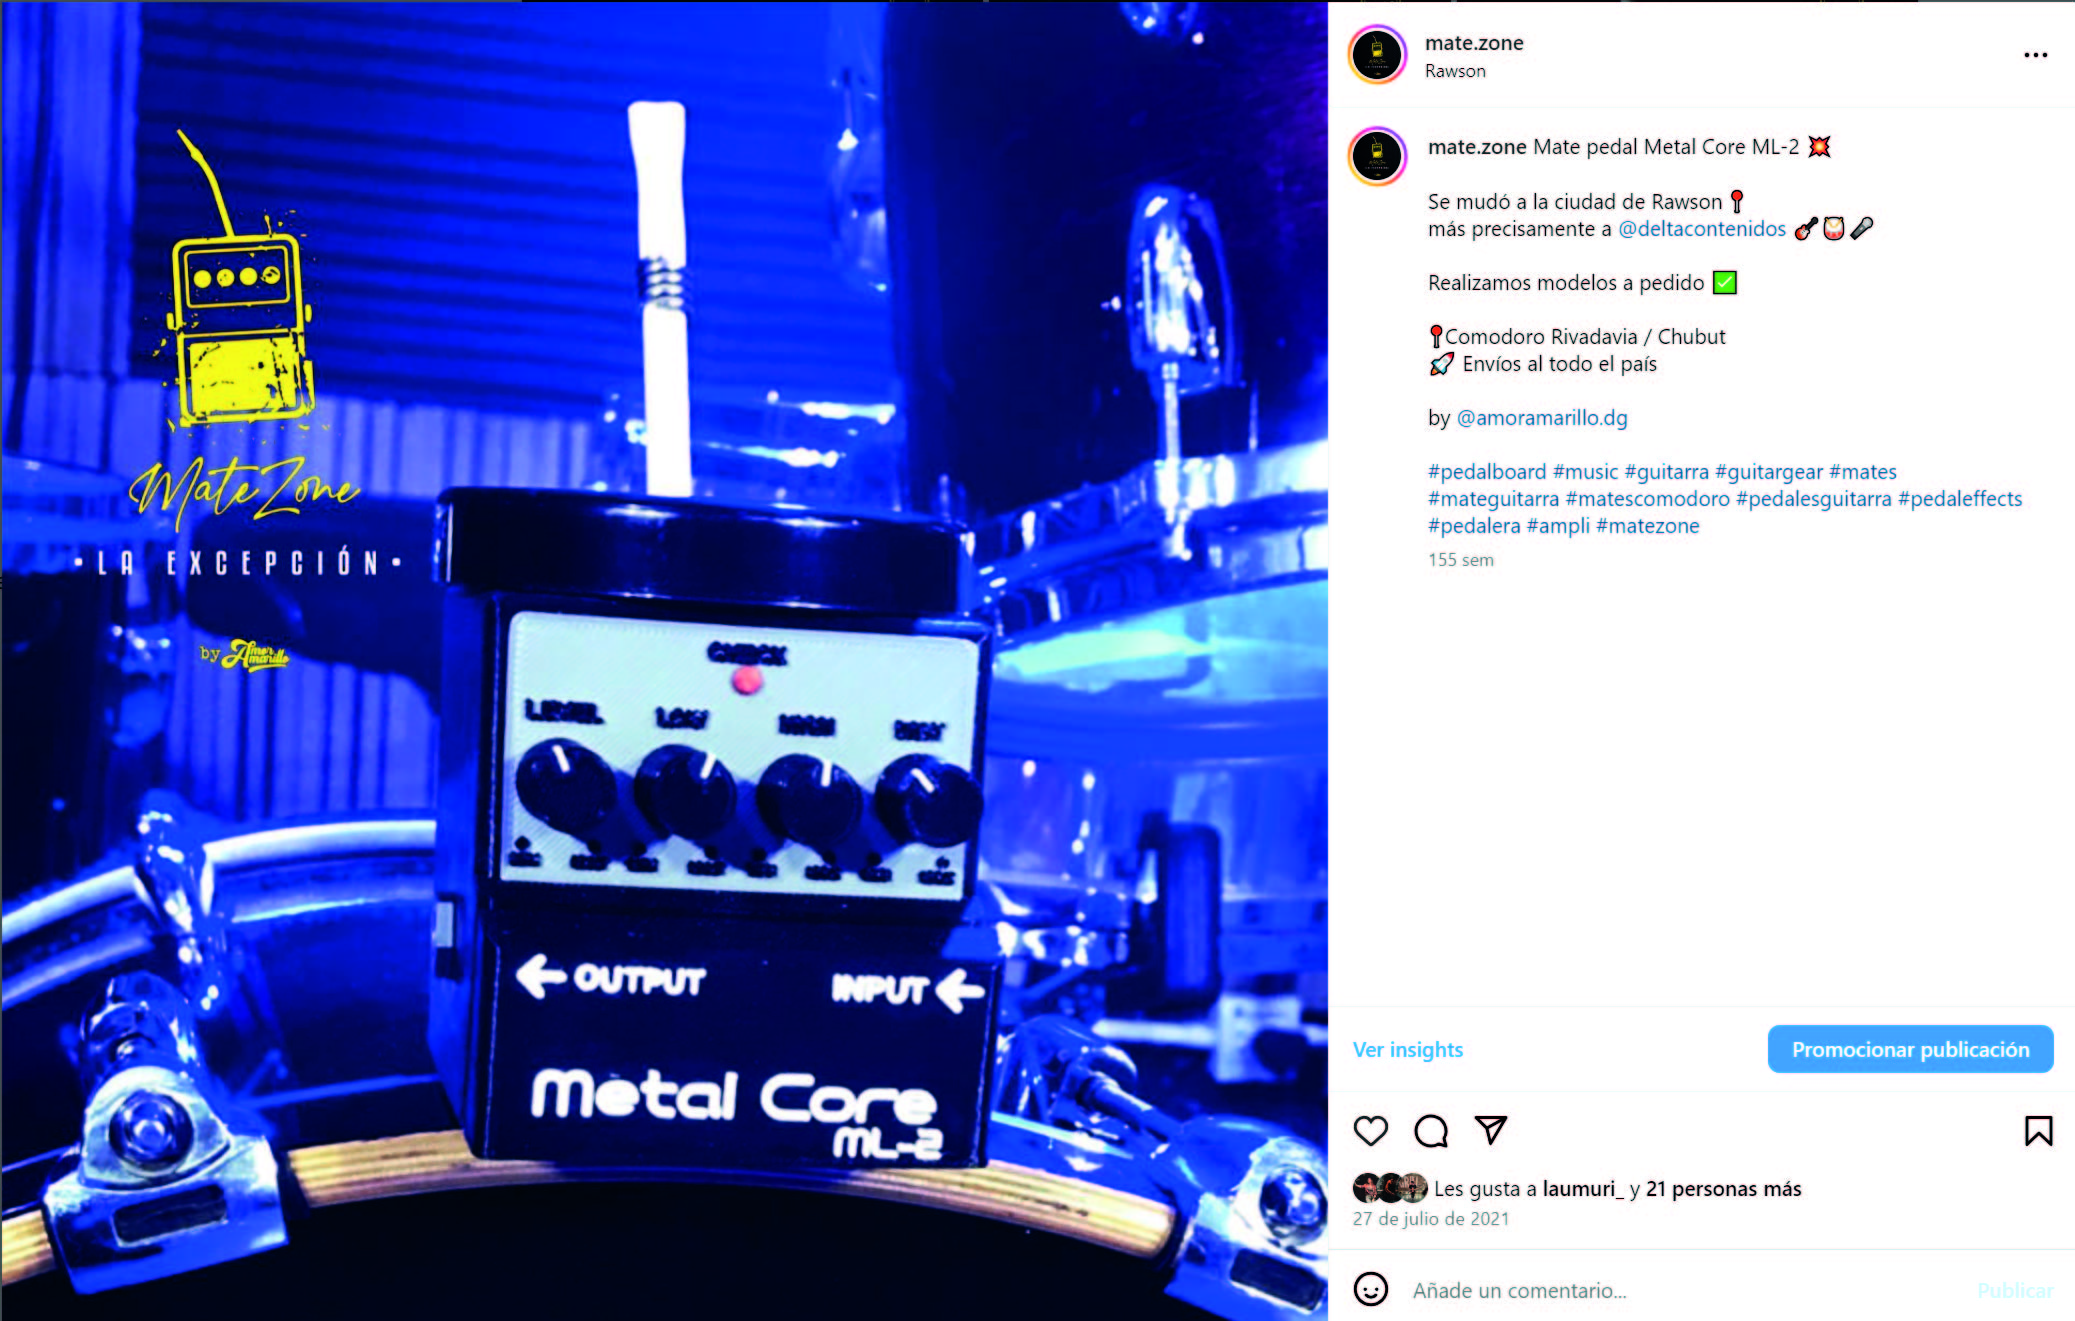 MateZone
•LA EXCEPCIÓN•
by Amor Amarillo
CHECK
LEVEL LOW HIGH DIST
← OUTPUT INPUT ←
Metal Core
ML-2
mate.zone
Rawson
mate.zone Mate pedal Metal Core ML-2 💥
Se mudó a la ciudad de Rawson 📍
más precisamente a @deltacontenidos 🎸🥁🎤
Realizamos modelos a pedido ✅
📍Comodoro Rivadavia / Chubut
🚀 Envíos al todo el país
by @amoramarillo.dg
#pedalboard #music #guitarra #guitargear #mates
#mateguitarra #matescomodoro #pedalesguitarra #pedaleffects
#pedalera #ampli #matezone
155 sem
Ver insights
Promocionar publicación
Les gusta a laumuri_ y 21 personas más
27 de julio de 2021
Añade un comentario...
Publicar